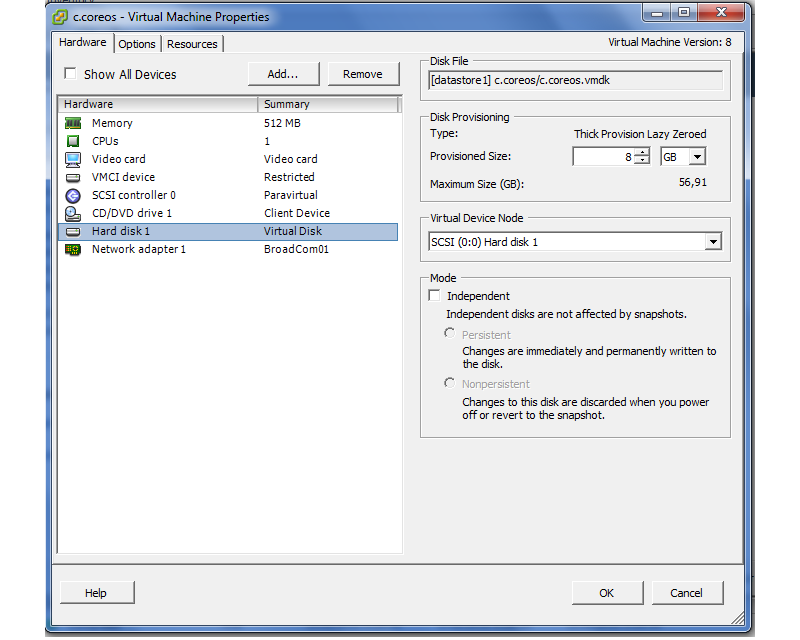 c.coreos - Virtual Machine Properties
Hardware Options Resources
Virtual Machine Version: 8
Show All Devices
Add... Remove
Hardware Summary
Memory 512 MB
CPUs 1
Video card Video card
VMCI device Restricted
SCSI controller 0 Paravirtual
CD/DVD drive 1 Client Device
Hard disk 1 Virtual Disk
Network adapter 1 BroadCom01
Disk File
[datastore1] c.coreos/c.coreos.vmdk
Disk Provisioning
Type: Thick Provision Lazy Zeroed
Provisioned Size: 8 GB
Maximum Size (GB): 56,91
Virtual Device Node
SCSI (0:0) Hard disk 1
Mode
Independent
Independent disks are not affected by snapshots.
Persistent
Changes are immediately and permanently written to
the disk.
Nonpersistent
Changes to this disk are discarded when you power
off or revert to the snapshot.
Help OK Cancel